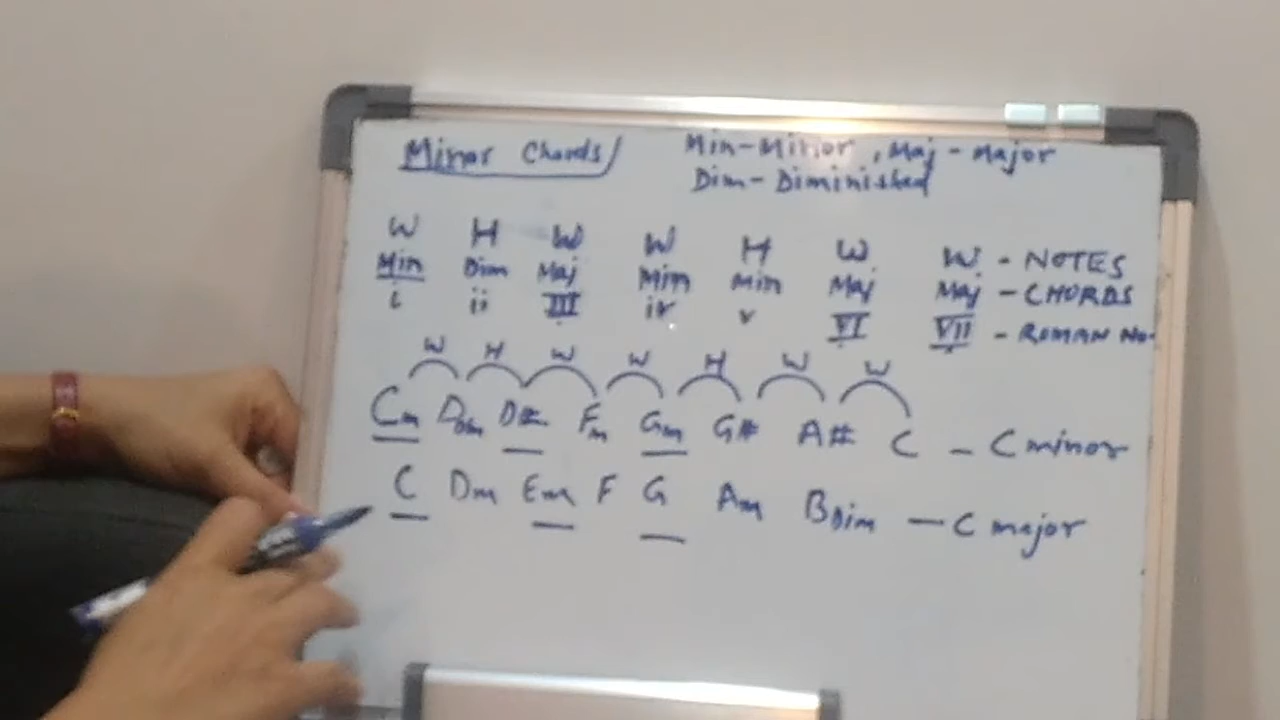 Minor Chords Min-Minor, Maj-Major
Dim-Diminished
W H W W H W W - NOTES
Min Dim Maj Min Min Maj Maj - CHORDS
i ii III iv v VI VII - ROMAN No.
W H W W H W W
Cm DDim D# Fm Gm G# A# C - C minor
C Dm Em F G Am BDim - C major